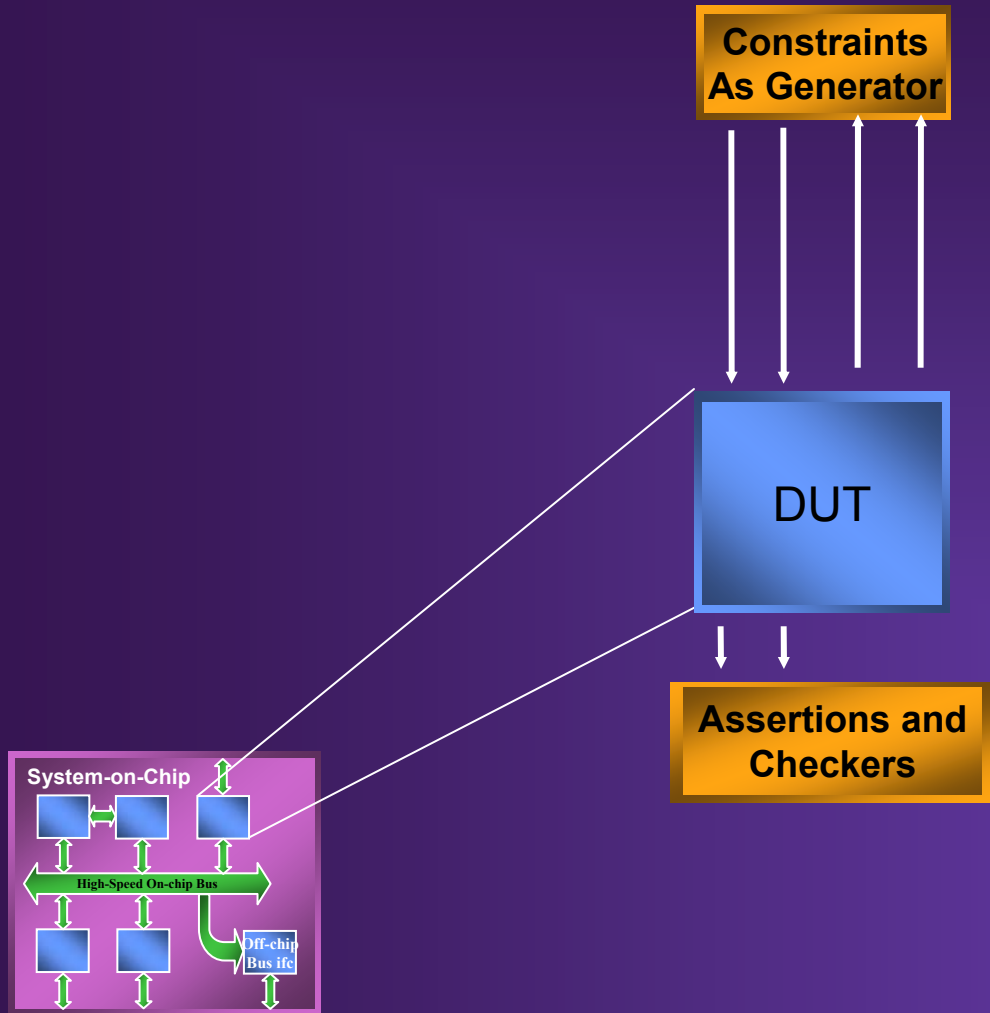 Constraints
As Generator
DUT
Assertions and
Checkers
System-on-Chip
High-Speed On-chip Bus
Off-chip
Bus ifc